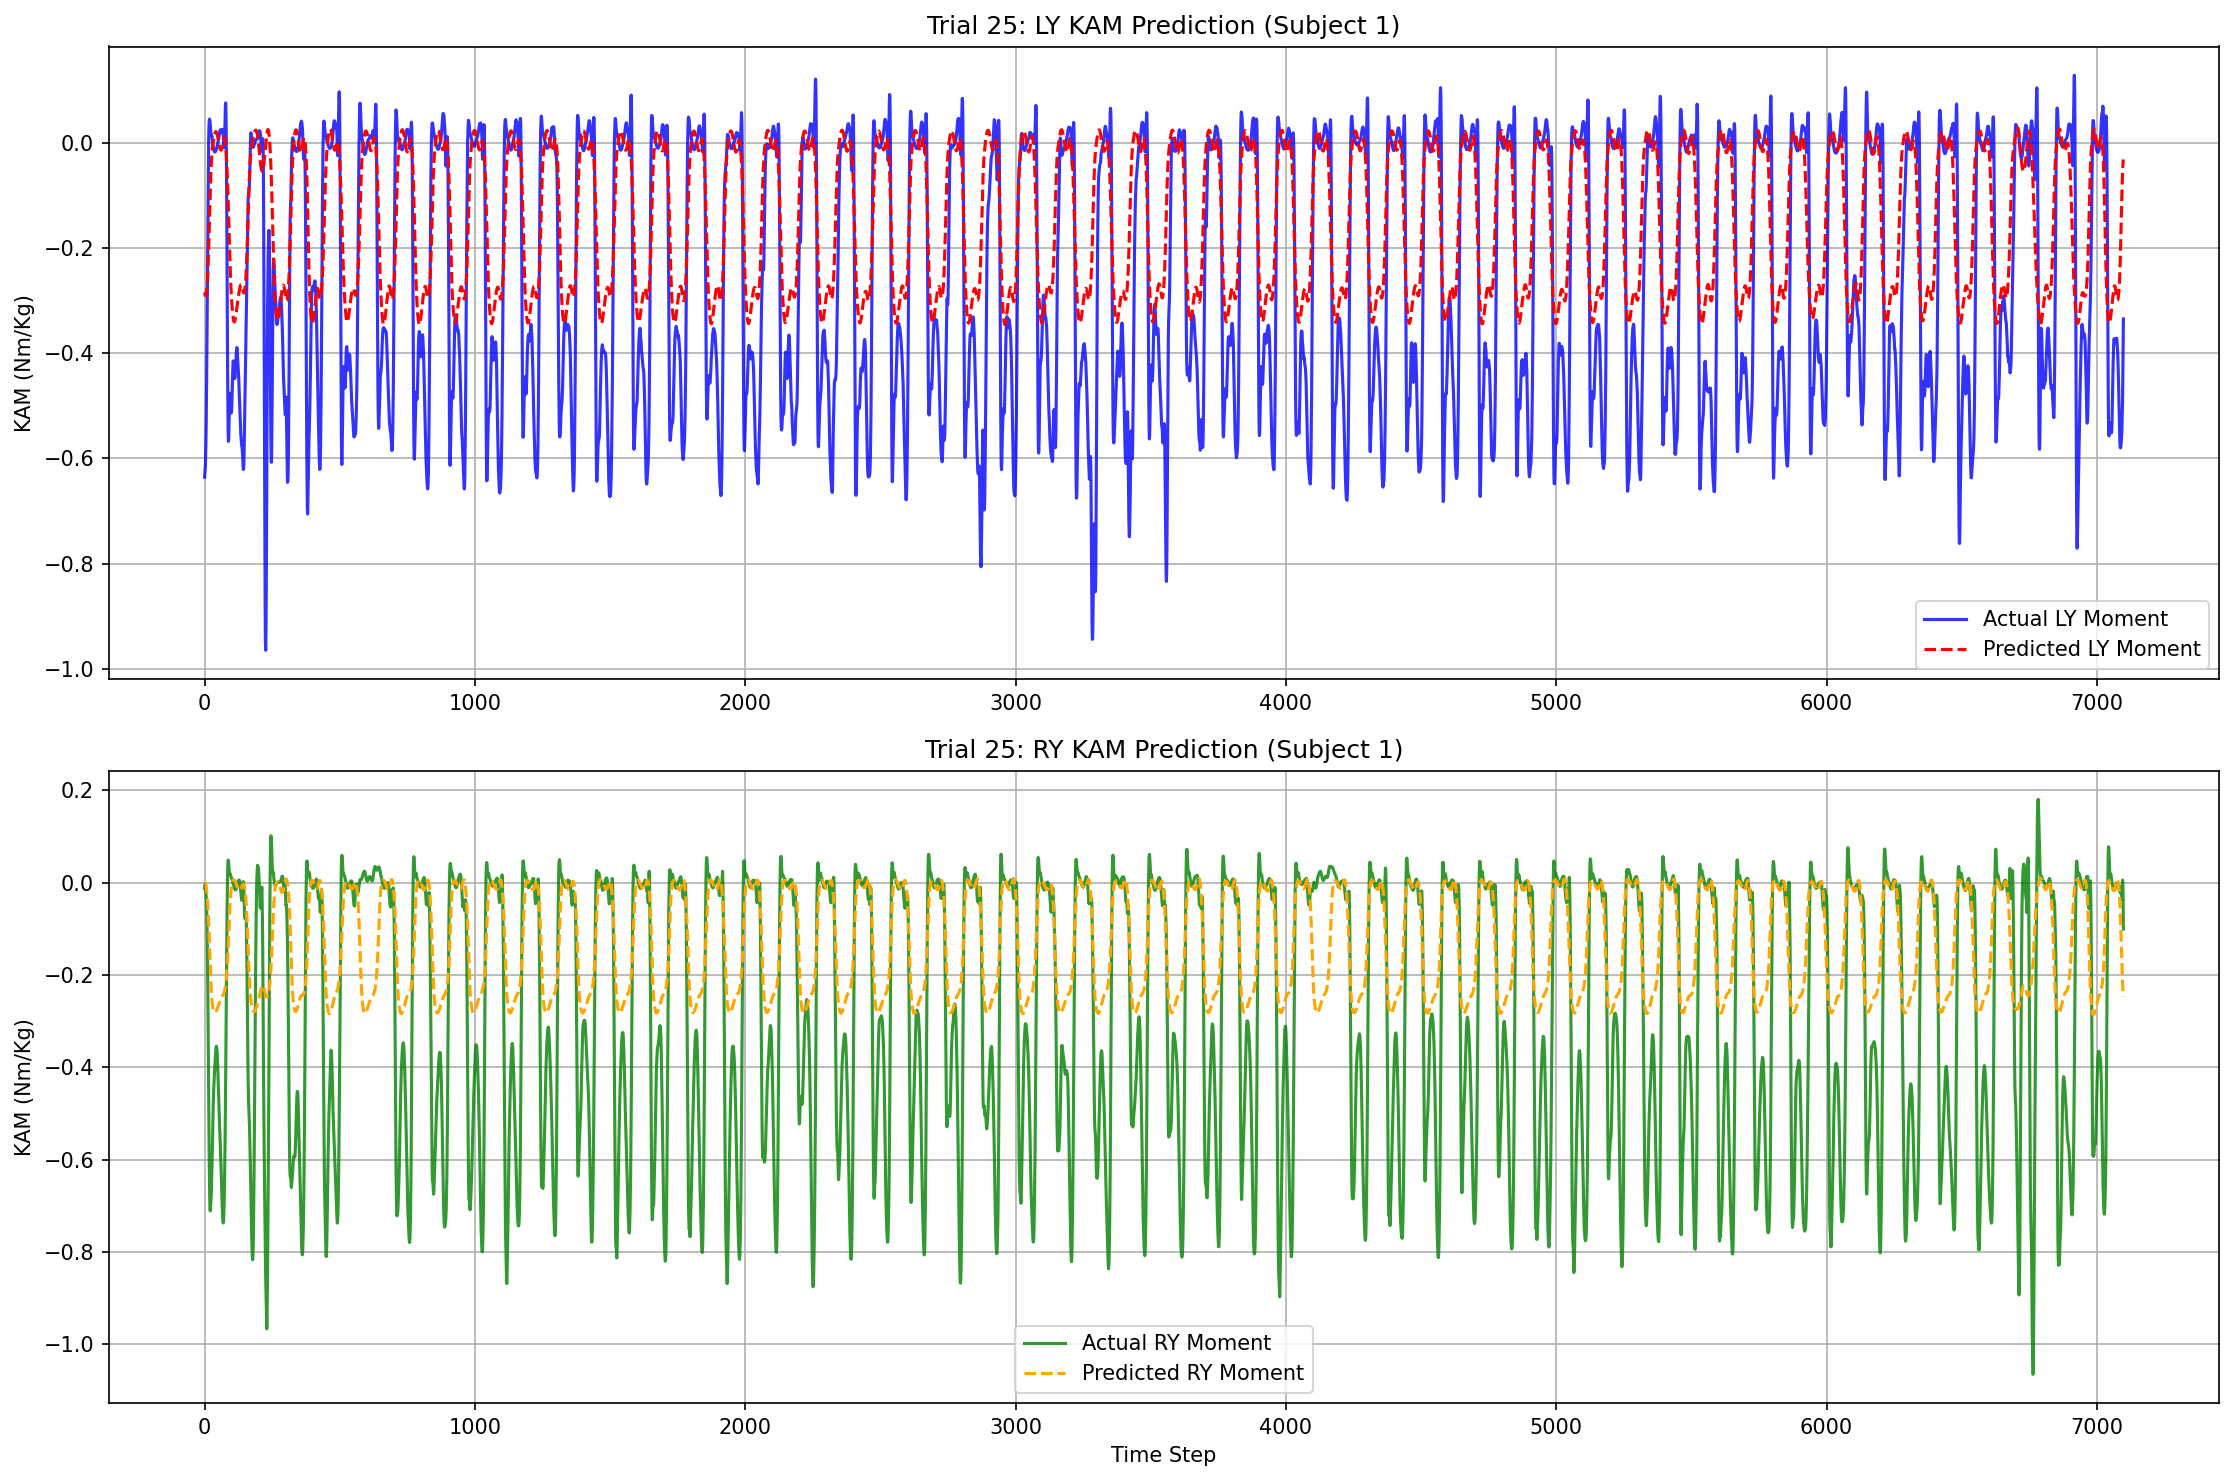 Trial 25: LY KAM Prediction (Subject 1)
KAM (Nm/Kg)
0.0
−0.2
−0.4
−0.6
−0.8
−1.0
0 1000 2000 3000 4000 5000 6000 7000
Actual LY Moment
Predicted LY Moment
Trial 25: RY KAM Prediction (Subject 1)
KAM (Nm/Kg)
0.2
0.0
−0.2
−0.4
−0.6
−0.8
−1.0
Actual RY Moment
Predicted RY Moment
0 1000 2000 3000 4000 5000 6000 7000
Time Step